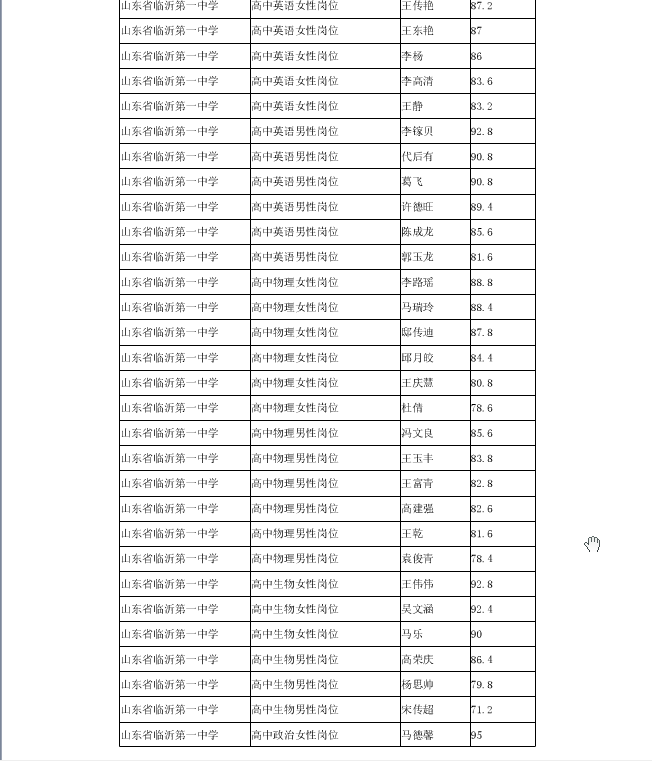 山东省临沂第一中学 高中英语女性岗位 王传艳 87.2
山东省临沂第一中学 高中英语女性岗位 王东艳 87
山东省临沂第一中学 高中英语女性岗位 李杨 86
山东省临沂第一中学 高中英语女性岗位 李高清 83.6
山东省临沂第一中学 高中英语女性岗位 王静 83.2
山东省临沂第一中学 高中英语男性岗位 李镓贝 92.8
山东省临沂第一中学 高中英语男性岗位 代后有 90.8
山东省临沂第一中学 高中英语男性岗位 葛飞 90.8
山东省临沂第一中学 高中英语男性岗位 许德旺 89.4
山东省临沂第一中学 高中英语男性岗位 陈成龙 85.6
山东省临沂第一中学 高中英语男性岗位 郭玉龙 81.6
山东省临沂第一中学 高中物理女性岗位 李路瑶 88.8
山东省临沂第一中学 高中物理女性岗位 马瑞玲 88.4
山东省临沂第一中学 高中物理女性岗位 邸传迪 87.8
山东省临沂第一中学 高中物理女性岗位 邱月皎 84.4
山东省临沂第一中学 高中物理女性岗位 王庆慧 80.8
山东省临沂第一中学 高中物理女性岗位 杜倩 78.6
山东省临沂第一中学 高中物理男性岗位 冯文良 85.6
山东省临沂第一中学 高中物理男性岗位 王玉丰 83.8
山东省临沂第一中学 高中物理男性岗位 王富青 82.8
山东省临沂第一中学 高中物理男性岗位 高建强 82.6
山东省临沂第一中学 高中物理男性岗位 王乾 81.6
山东省临沂第一中学 高中物理男性岗位 袁俊青 78.4
山东省临沂第一中学 高中生物女性岗位 王伟伟 92.8
山东省临沂第一中学 高中生物女性岗位 吴文涵 92.4
山东省临沂第一中学 高中生物女性岗位 马乐 90
山东省临沂第一中学 高中生物男性岗位 高荣庆 86.4
山东省临沂第一中学 高中生物男性岗位 杨思帅 79.8
山东省临沂第一中学 高中生物男性岗位 宋传超 71.2
山东省临沂第一中学 高中政治女性岗位 马德馨 95